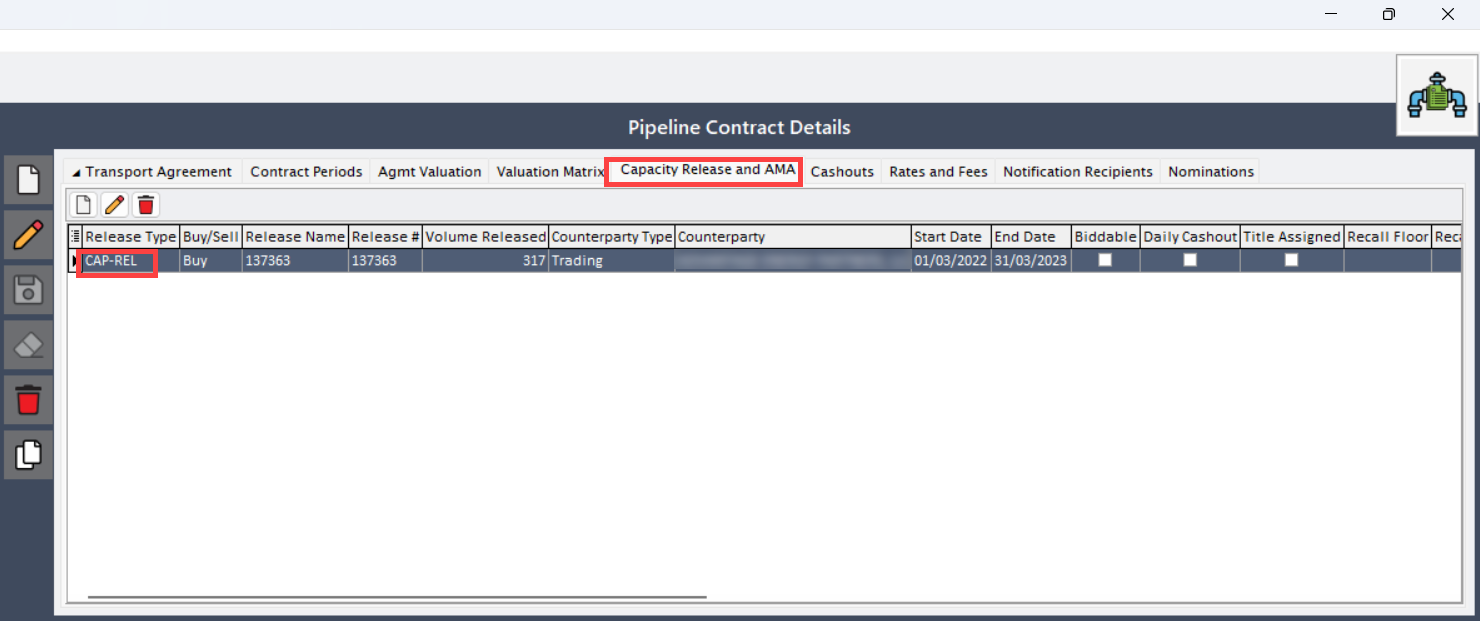 Pipeline Contract Details
Transport Agreement Contract Periods Agmt Valuation Valuation Matrix Capacity Release and AMA Cashouts Rates and Fees Notification Recipients Nominations
Release Type Buy/Sell Release Name Release # Volume Released Counterparty Type Counterparty Start Date End Date Biddable Daily Cashout Title Assigned Recall Floor Reca
CAP-REL Buy 137363 137363 317 Trading 01/03/2022 31/03/2023